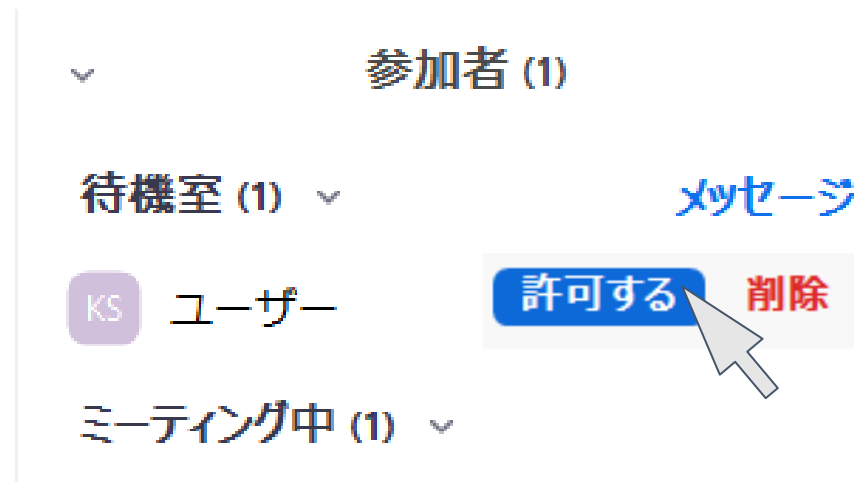 参加者 (1)
待機室 (1) メッセージ
KS ユーザー 許可する 削除
ミーティング中 (1)